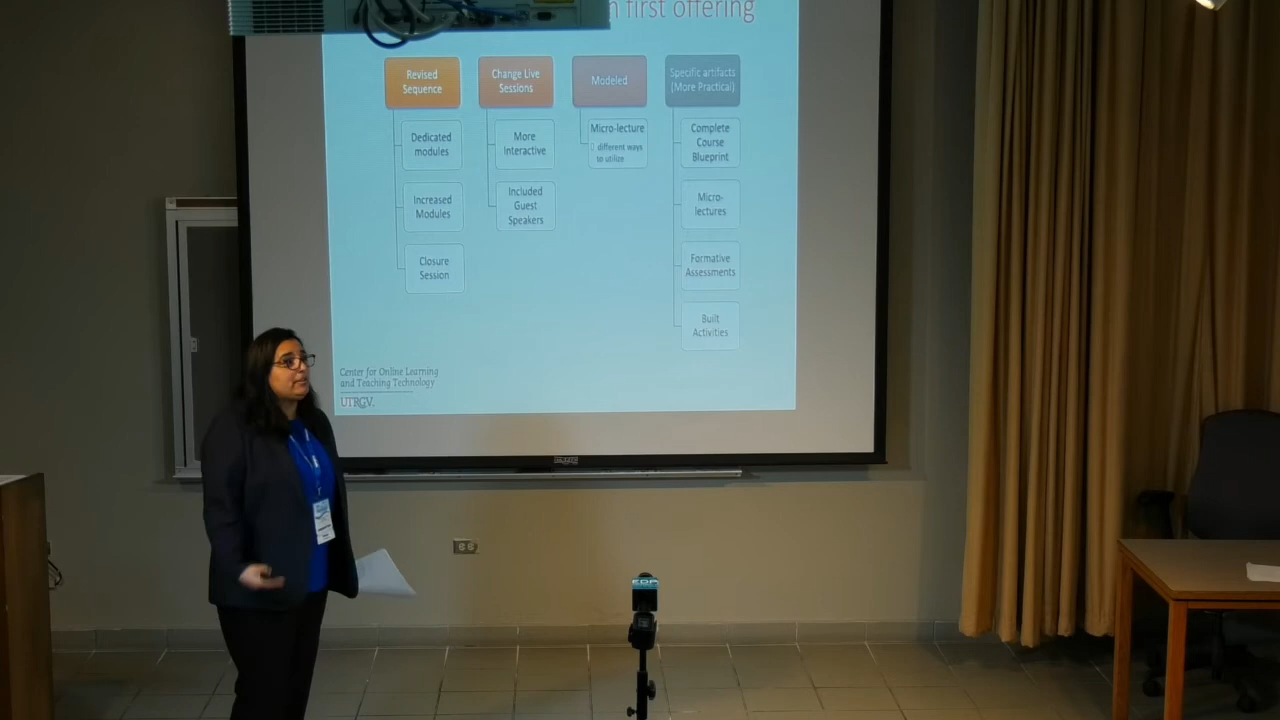 first offering
Revised
Sequence
Dedicated
modules
Increased
Modules
Closure
Session
Change Live
Sessions
More
Interactive
Included
Guest
Speakers
Modeled
Micro-lecture
different ways
to utilize
Specific artifacts
(More Practical)
Complete
Course
Blueprint
Micro-
lectures
Formative
Assessments
Built
Activities
Center for Online Learning
and Teaching Technology
UTRGV.